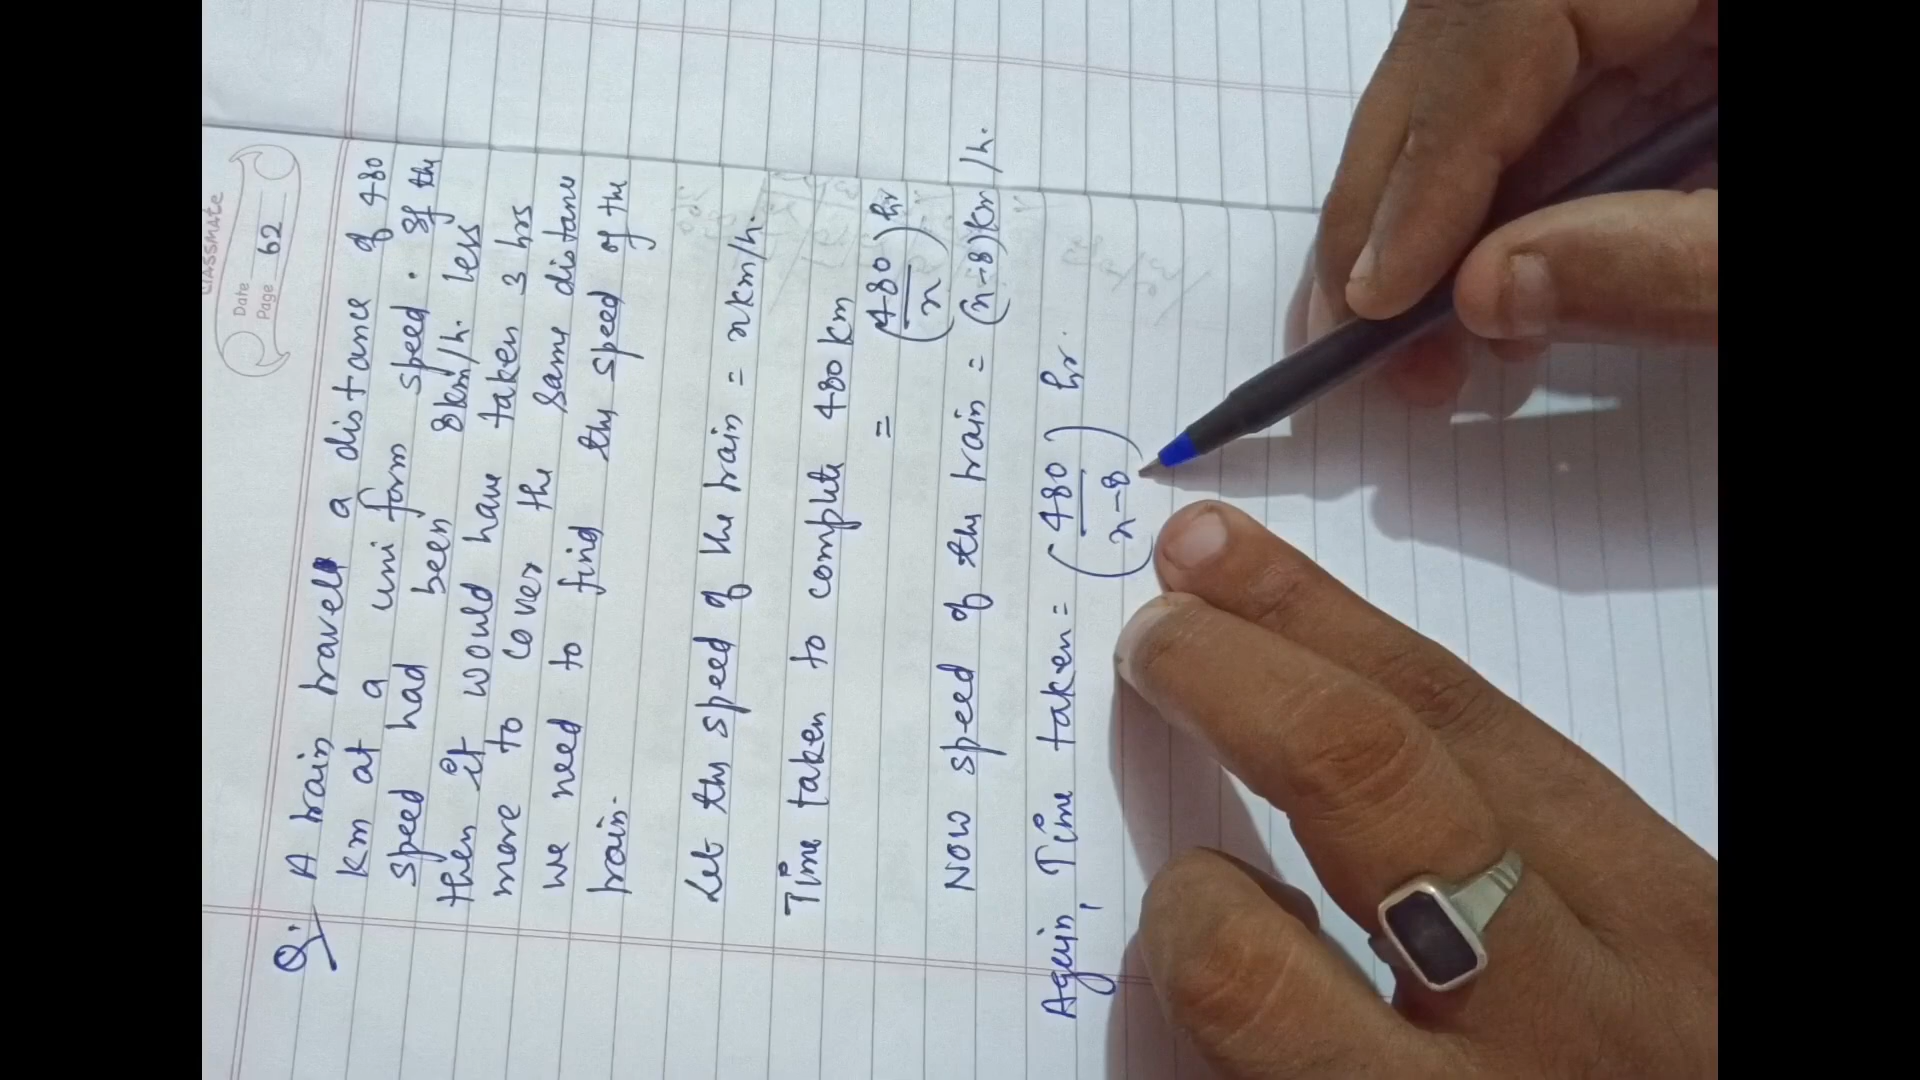 CLASSMATE
Date
Page 62
Q. A train travels a distance of 480
km at a uniform speed. If the
speed had been 8km/h. less
then it would have taken 3 hrs
more to cover the same distance
we need to find the speed of the
train.
Let the speed of the train = x km/h.
Time taken to complete 480 km
= (480/x) hr
Now speed of the train = (x-8) km/h.
Again, Time taken = (480/x-8) hr.